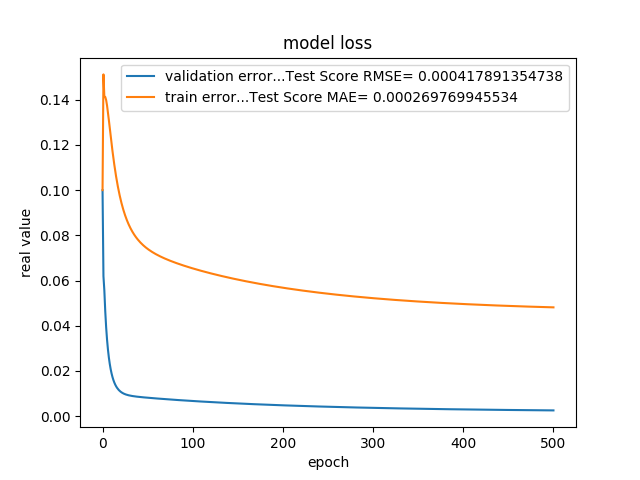 model loss
validation error...Test Score RMSE= 0.000417891354738
train error...Test Score MAE= 0.000269769945534
real value
0.14
0.12
0.10
0.08
0.06
0.04
0.02
0.00
0 100 200 300 400 500
epoch